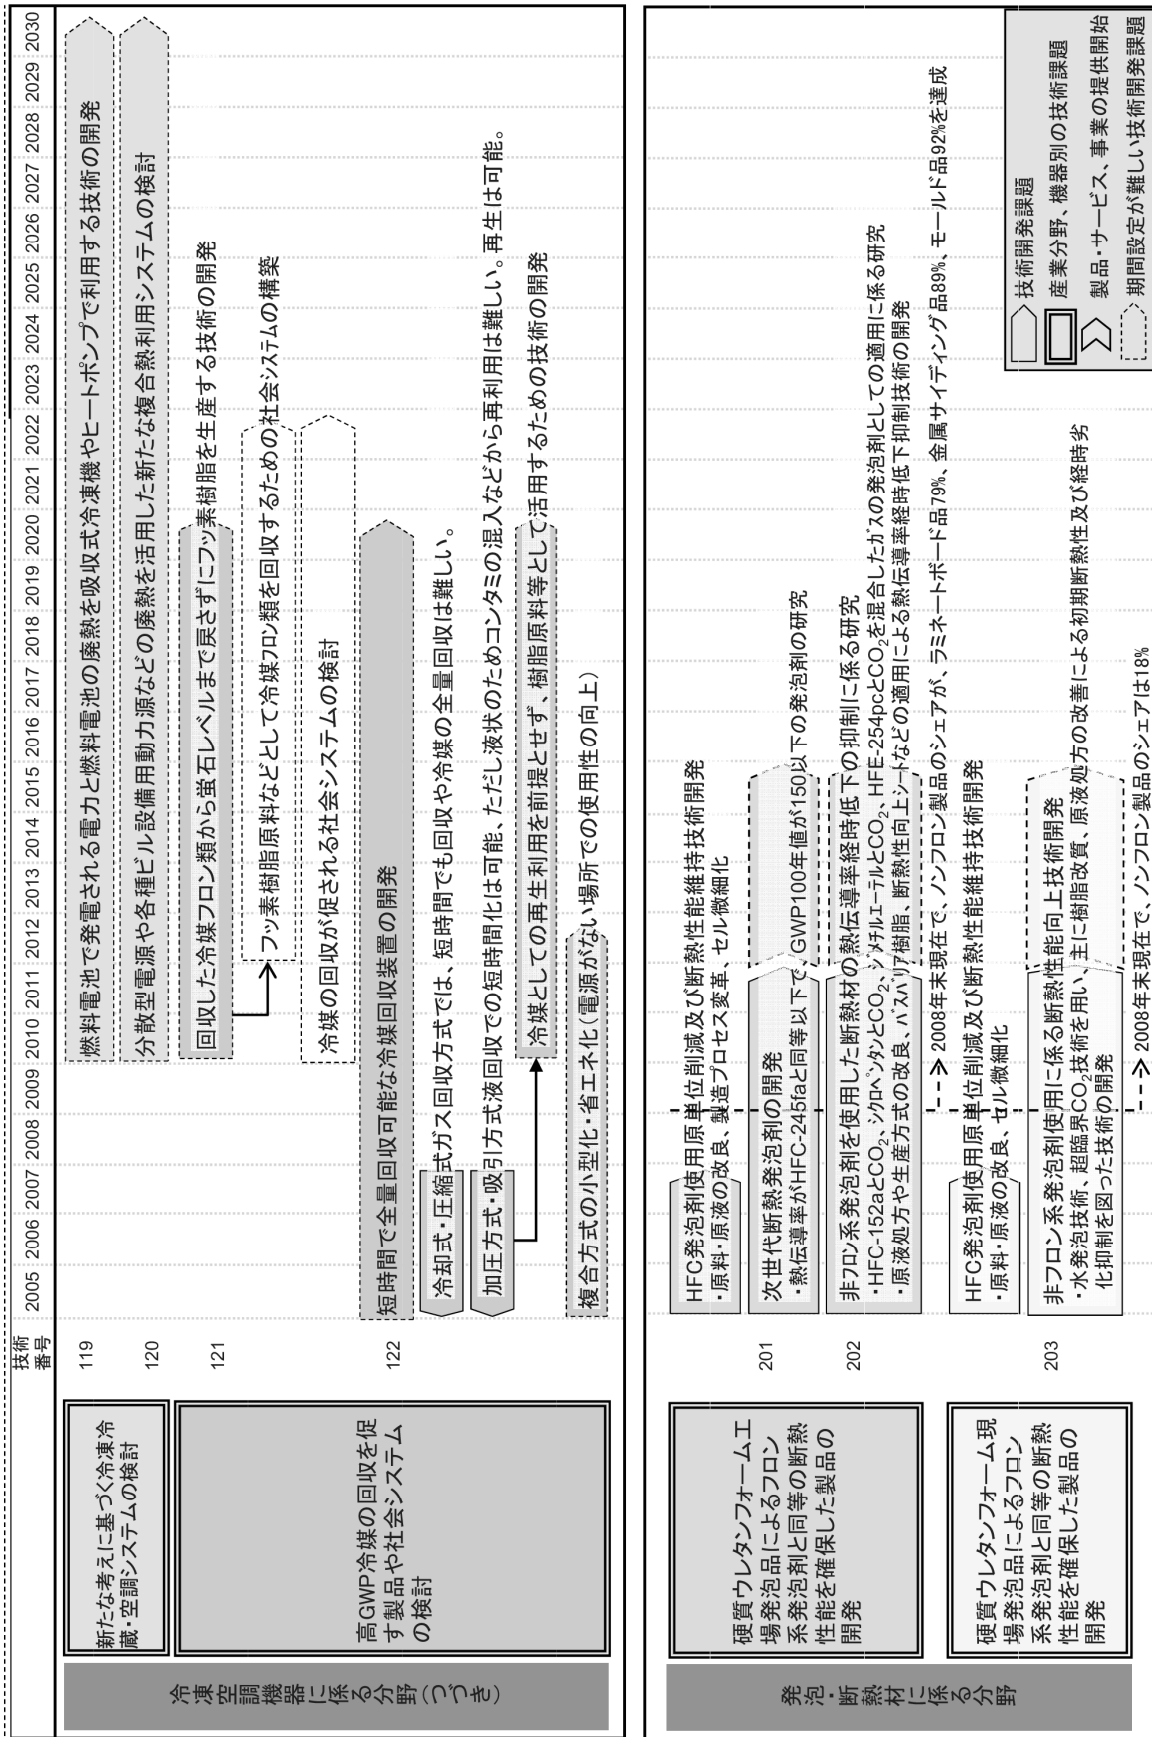 技術
番号
2005 2006 2007 2008 2009 2010 2011 2012 2013 2014 2015 2016 2017 2018 2019 2020 2021 2022 2023 2024 2025 2026 2027 2028 2029 2030
冷凍空調機器に係る分野(つづき)
新たな考えに基づく冷凍冷
蔵・空調システムの検討
119
燃料電池で発電される電力と燃料電池の廃熱を吸収式冷凍機やヒートポンプで利用する技術の開発
120
分散型電源や各種ビル設備用動力源などの廃熱を活用した新たな複合熱利用システムの検討
高GWP冷媒の回収を促
す製品や社会システム
の検討
121
回収した冷媒フロン類から蛍石レベルまで戻さずにフッ素樹脂を生産する技術の開発
フッ素樹脂原料などとして冷媒フロン類を回収するための社会システムの構築
冷媒の回収が促される社会システムの検討
122
短時間で全量回収可能な冷媒回収装置の開発
冷却式・圧縮式ガス回収方式では、短時間でも回収や冷媒の全量回収は難しい。
加圧方式・吸引方式液回収での短時間化は可能、ただし液状のためコンタミの混入などから再利用は難しい。再生は可能。
冷媒としての再生利用を前提とせず、樹脂原料等として活用するための技術の開発
複合方式の小型化・省エネ化(電源がない場所での使用性の向上)
発泡・断熱材に係る分野
硬質ウレタンフォーム工
場発泡品によるフロン
系発泡剤と同等の断熱
性能を確保した製品の
開発
HFC発泡剤使用原単位削減及び断熱性能維持技術開発
・原料・原液の改良、製造プロセス変革、セル微細化
201
次世代断熱発泡剤の開発
・熱伝導率がHFC-245faと同等以下で、GWP100年値が150以下の発泡剤の研究
202
非フロン系発泡剤を使用した断熱材の熱伝導率経時低下の抑制に係る研究
・HFC-152aとCO₂、シクロペンタンとCO₂、ジメチルエーテルとCO₂、HFE-254pcとCO₂を混合したガスの発泡剤としての適用に係る研究
・原液処方や生産方式の改良、ガスバリア樹脂、断熱性向上シートなどの適用による熱伝導率経時低下抑制技術の開発
2008年末現在で、ノンフロン製品のシェアが、ラミネートボード品79%、金属サイディング品89%、モールド品92%を達成
硬質ウレタンフォーム現
場発泡品によるフロン
系発泡剤と同等の断熱
性能を確保した製品の
開発
HFC発泡剤使用原単位削減及び断熱性能維持技術開発
・原料・原液の改良、セル微細化
203
非フロン系発泡剤使用に係る断熱性能向上技術開発
・水発泡技術、超臨界CO₂技術を用い、主に樹脂改質、原液処方の改善による初期断熱性及び経時劣
化抑制を図った技術の開発
2008年末現在で、ノンフロン製品のシェアは18%
技術開発課題
産業分野、機器別の技術課題
製品・サービス、事業の提供開始
期間設定が難しい技術開発課題